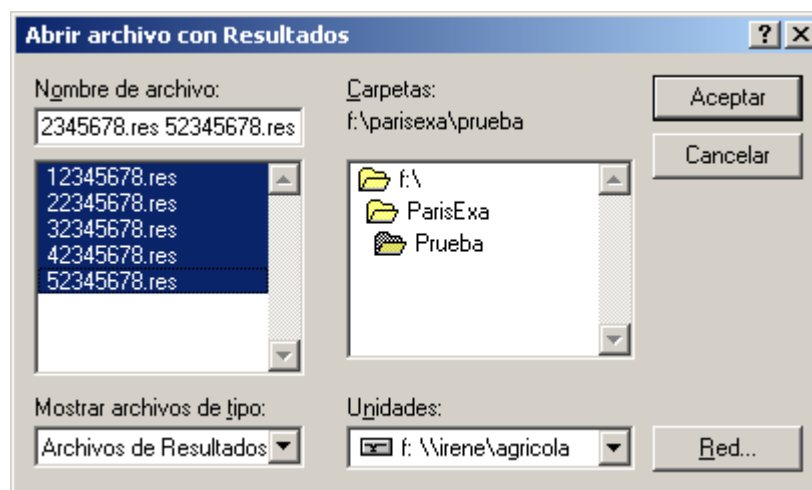 Abrir archivo con Resultados
Nombre de archivo:
2345678.res 52345678.res
12345678.res
22345678.res
32345678.res
42345678.res
52345678.res
Mostrar archivos de tipo:
Archivos de Resultados
Carpetas:
f:\parisexa\prueba
f:\
ParisExa
Prueba
Unidades:
f: \\irene\agricola
Aceptar
Cancelar
Red...